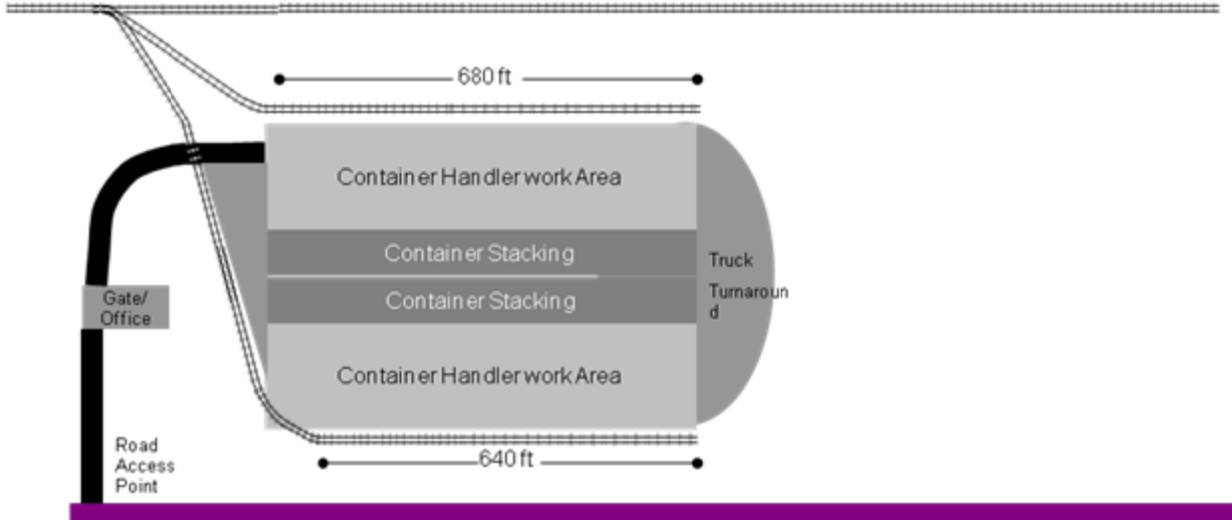 680 ft
Container Handler work Area
Container Stacking
Truck
Container Stacking
Turnaroun
d
Gate/
Office
Container Handler work Area
Road
Access
Point
640 ft